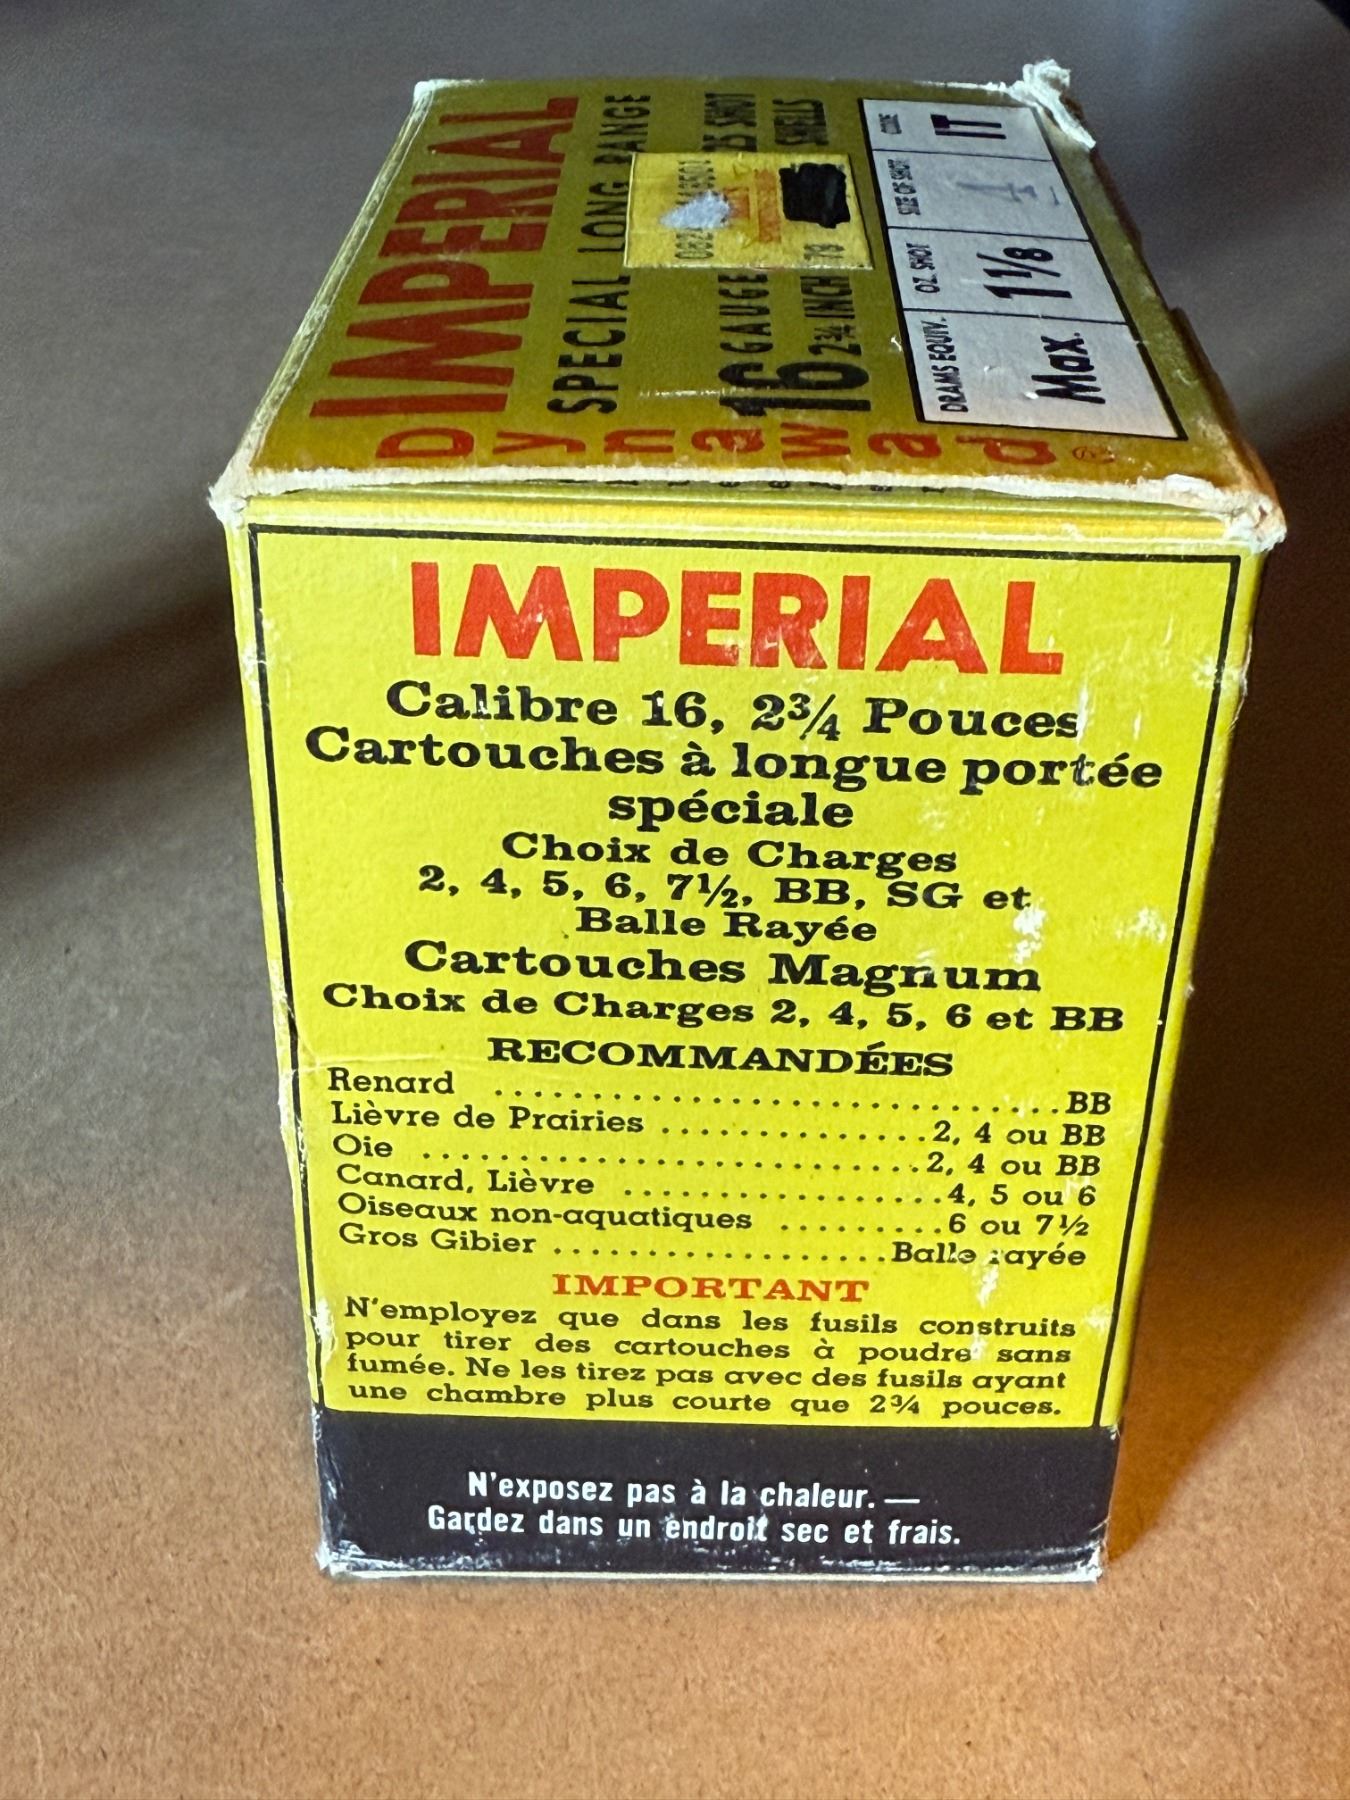 IMPERIAL
SPECIAL LONG RANGE
16 GAUGE 25 SHOT
16 2¾ INCH SHELLS
Dynawad®
DRAMS EQUIV. OZ. SHOT SIZE OF SHOT CODE
Max. 1⅛ 4 1T
IMPERIAL
Calibre 16, 2¾ Pouces
Cartouches à longue portée
spéciale
Choix de Charges
2, 4, 5, 6, 7½, BB, SG et
Balle Rayée
Cartouches Magnum
Choix de Charges 2, 4, 5, 6 et BB
RECOMMANDÉES
Renard ..............................BB
Lièvre de Prairies ..............2, 4 ou BB
Oie ..........................2, 4 ou BB
Canard, Lièvre .................4, 5 ou 6
Oiseaux non-aquatiques .........6 ou 7½
Gros Gibier ..................Balle rayée
IMPORTANT
N'employez que dans les fusils construits
pour tirer des cartouches à poudre sans
fumée. Ne les tirez pas avec des fusils ayant
une chambre plus courte que 2¾ pouces.
N'exposez pas à la chaleur. —
Gardez dans un endroit sec et frais.